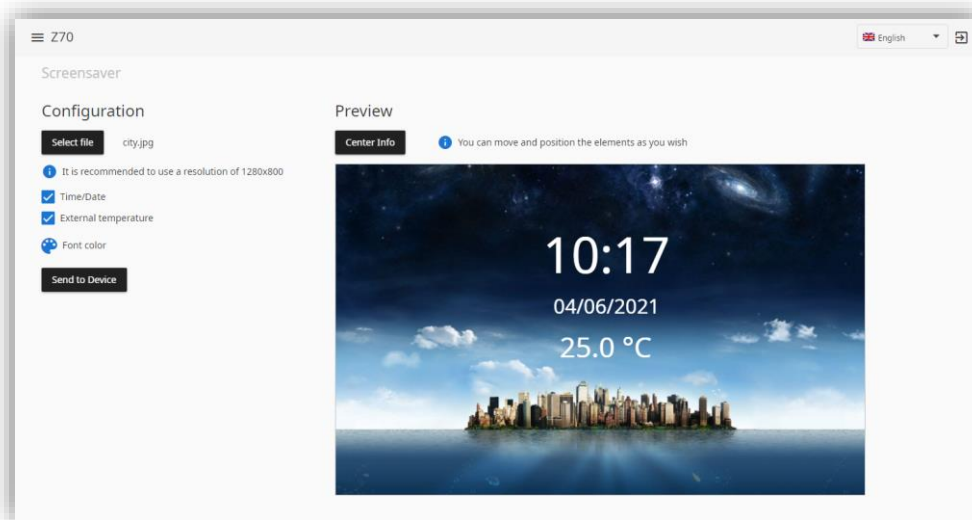 Z70
English
Screensaver
Configuration
Select file city.jpg
It is recommended to use a resolution of 1280x800
Time/Date
External temperature
Font color
Send to Device
Preview
Center Info You can move and position the elements as you wish
10:17
04/06/2021
25.0 °C